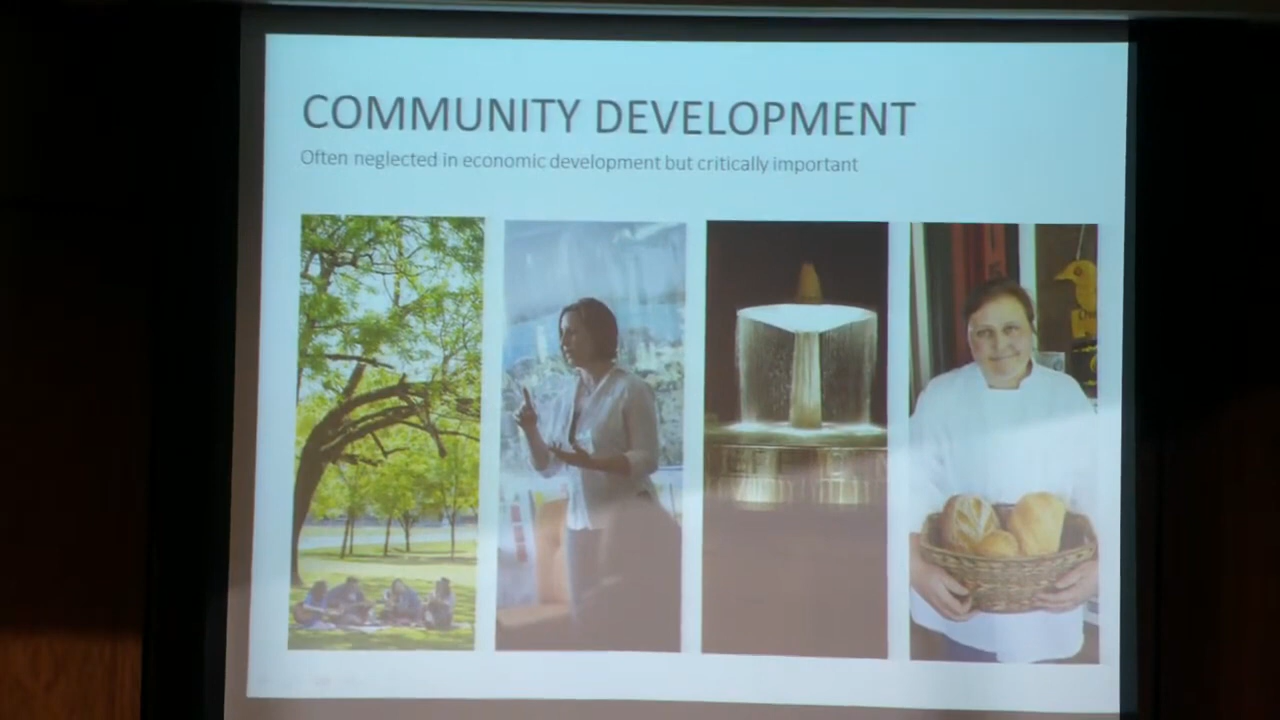 COMMUNITY DEVELOPMENT
Often neglected in economic development but critically important